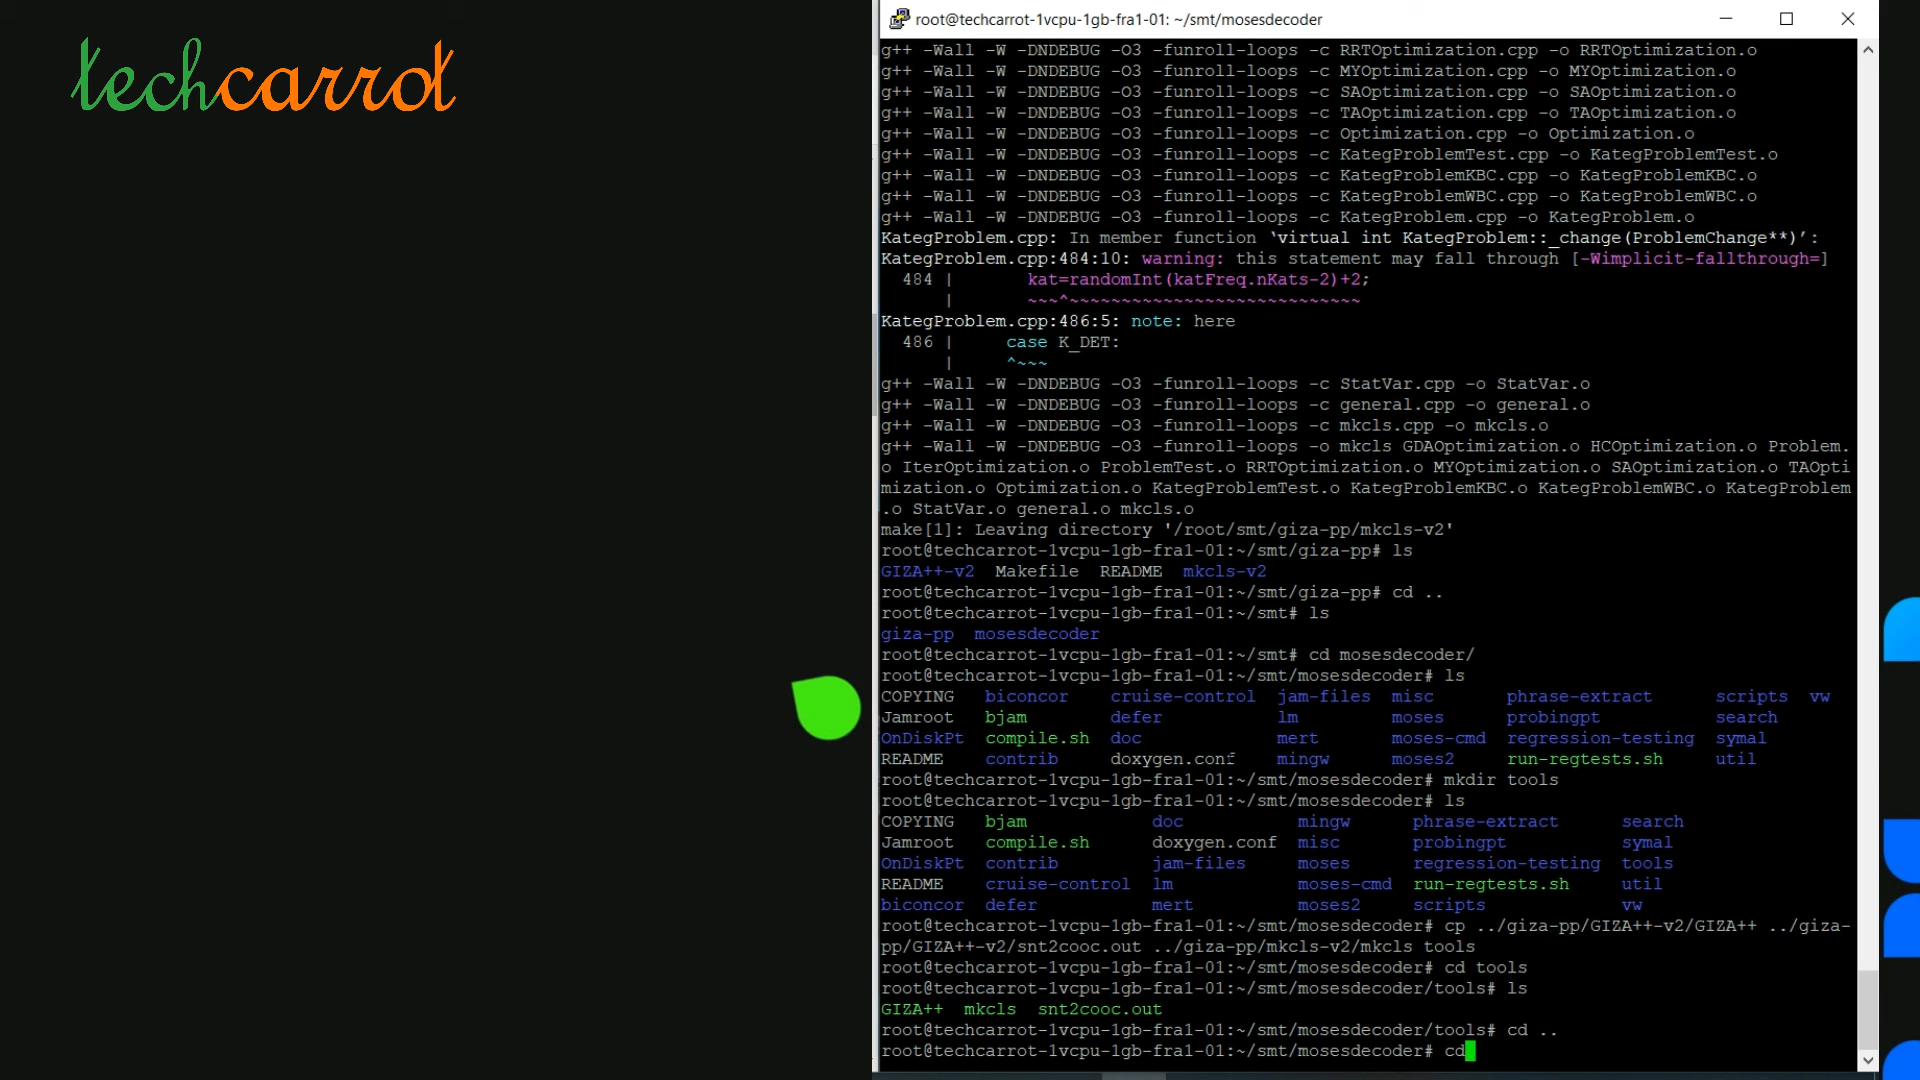 techcarrot
root@techcarrot-1vcpu-1gb-fra1-01: ~/smt/mosesdecoder
g++ -Wall -W -DNDEBUG -O3 -funroll-loops -c RRTOptimization.cpp -o RRTOptimization.o
g++ -Wall -W -DNDEBUG -O3 -funroll-loops -c MYOptimization.cpp -o MYOptimization.o
g++ -Wall -W -DNDEBUG -O3 -funroll-loops -c SAOptimization.cpp -o SAOptimization.o
g++ -Wall -W -DNDEBUG -O3 -funroll-loops -c TAOptimization.cpp -o TAOptimization.o
g++ -Wall -W -DNDEBUG -O3 -funroll-loops -c Optimization.cpp -o Optimization.o
g++ -Wall -W -DNDEBUG -O3 -funroll-loops -c KategProblemTest.cpp -o KategProblemTest.o
g++ -Wall -W -DNDEBUG -O3 -funroll-loops -c KategProblemKBC.cpp -o KategProblemKBC.o
g++ -Wall -W -DNDEBUG -O3 -funroll-loops -c KategProblemWBC.cpp -o KategProblemWBC.o
g++ -Wall -W -DNDEBUG -O3 -funroll-loops -c KategProblem.cpp -o KategProblem.o
KategProblem.cpp: In member function ‘virtual int KategProblem::_change(ProblemChange**)’:
KategProblem.cpp:484:10: warning: this statement may fall through [-Wimplicit-fallthrough=]
484 | kat=randomInt(katFreq.nKats-2)+2;
| ~~~^~~~~~~~~~~~~~~~~~~~~~~~~~~~~
KategProblem.cpp:486:5: note: here
486 | case K_DET:
| ^~~~
g++ -Wall -W -DNDEBUG -O3 -funroll-loops -c StatVar.cpp -o StatVar.o
g++ -Wall -W -DNDEBUG -O3 -funroll-loops -c general.cpp -o general.o
g++ -Wall -W -DNDEBUG -O3 -funroll-loops -c mkcls.cpp -o mkcls.o
g++ -Wall -W -DNDEBUG -O3 -funroll-loops -o mkcls GDAOptimization.o HCOptimization.o Problem.
o IterOptimization.o ProblemTest.o RRTOptimization.o MYOptimization.o SAOptimization.o TAOpti
mization.o Optimization.o KategProblemTest.o KategProblemKBC.o KategProblemWBC.o KategProblem
.o StatVar.o general.o mkcls.o
make[1]: Leaving directory '/root/smt/giza-pp/mkcls-v2'
root@techcarrot-1vcpu-1gb-fra1-01:~/smt/giza-pp# ls
GIZA++-v2 Makefile README mkcls-v2
root@techcarrot-1vcpu-1gb-fra1-01:~/smt/giza-pp# cd ..
root@techcarrot-1vcpu-1gb-fra1-01:~/smt# ls
giza-pp mosesdecoder
root@techcarrot-1vcpu-1gb-fra1-01:~/smt# cd mosesdecoder/
root@techcarrot-1vcpu-1gb-fra1-01:~/smt/mosesdecoder# ls
COPYING biconcor cruise-control jam-files misc phrase-extract scripts vw
Jamroot bjam defer lm moses probingpt search
OnDiskPt compile.sh doc mert moses-cmd regression-testing symal
README contrib doxygen.conf mingw moses2 run-regtests.sh util
root@techcarrot-1vcpu-1gb-fra1-01:~/smt/mosesdecoder# mkdir tools
root@techcarrot-1vcpu-1gb-fra1-01:~/smt/mosesdecoder# ls
COPYING bjam doc mingw phrase-extract search
Jamroot compile.sh doxygen.conf misc probingpt symal
OnDiskPt contrib jam-files moses regression-testing tools
README cruise-control lm moses-cmd run-regtests.sh util
biconcor defer mert moses2 scripts vw
root@techcarrot-1vcpu-1gb-fra1-01:~/smt/mosesdecoder# cp ../giza-pp/GIZA++-v2/GIZA++ ../giza-
pp/GIZA++-v2/snt2cooc.out ../giza-pp/mkcls-v2/mkcls tools
root@techcarrot-1vcpu-1gb-fra1-01:~/smt/mosesdecoder# cd tools
root@techcarrot-1vcpu-1gb-fra1-01:~/smt/mosesdecoder/tools# ls
GIZA++ mkcls snt2cooc.out
root@techcarrot-1vcpu-1gb-fra1-01:~/smt/mosesdecoder/tools# cd ..
root@techcarrot-1vcpu-1gb-fra1-01:~/smt/mosesdecoder# cd